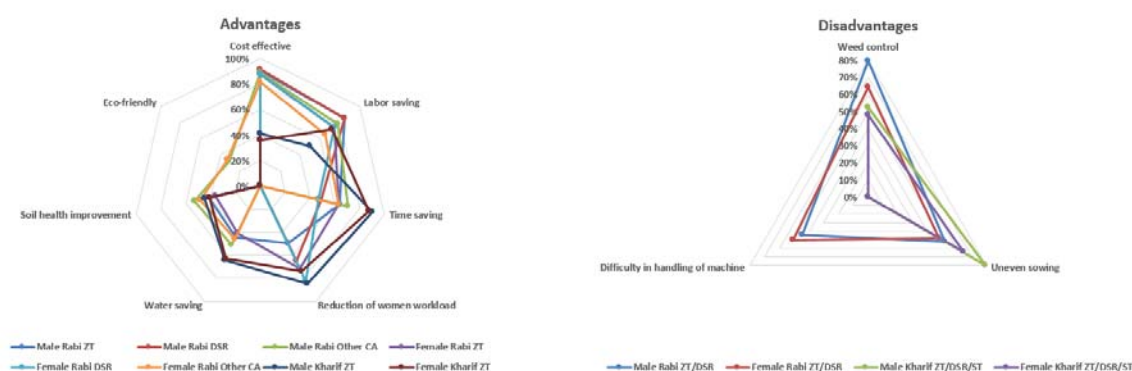 Advantages
Cost effective
100%
80%
60%
40%
20%
0%
Eco-friendly
Labor saving
Soil health improvement
Time saving
Water saving
Reduction of women workload
Male Rabi ZT
Male Rabi DSR
Male Rabi Other CA
Female Rabi ZT
Female Rabi DSR
Female Rabi Other CA
Male Kharif ZT
Female Kharif ZT
Disadvantages
Weed control
80%
70%
60%
50%
40%
30%
20%
10%
0%
Difficulty in handling of machine
Uneven sowing
Male Rabi ZT/DSR
Female Rabi ZT/DSR
Male Kharif ZT/DSR/ST
Female Kharif ZT/DSR/ST